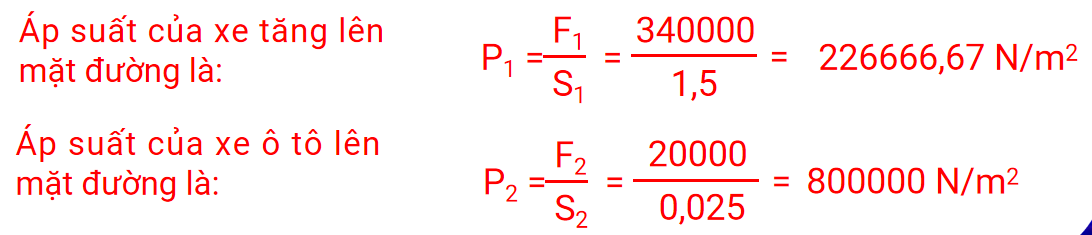 Áp suất của xe tăng lên
mặt đường là:
P₁ = F₁/S₁ = 340000/1,5 = 226666,67 N/m²
Áp suất của xe ô tô lên
mặt đường là:
P₂ = F₂/S₂ = 20000/0,025 = 800000 N/m²